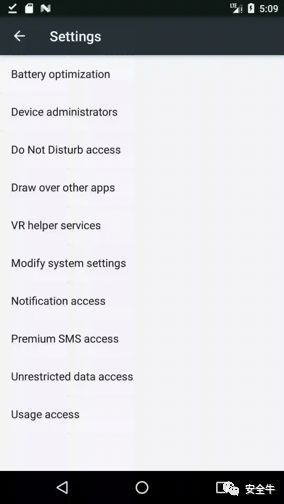 LTE 5:09
Settings
Battery optimization
Device administrators
Do Not Disturb access
Draw over other apps
VR helper services
Modify system settings
Notification access
Premium SMS access
Unrestricted data access
Usage access
安全牛